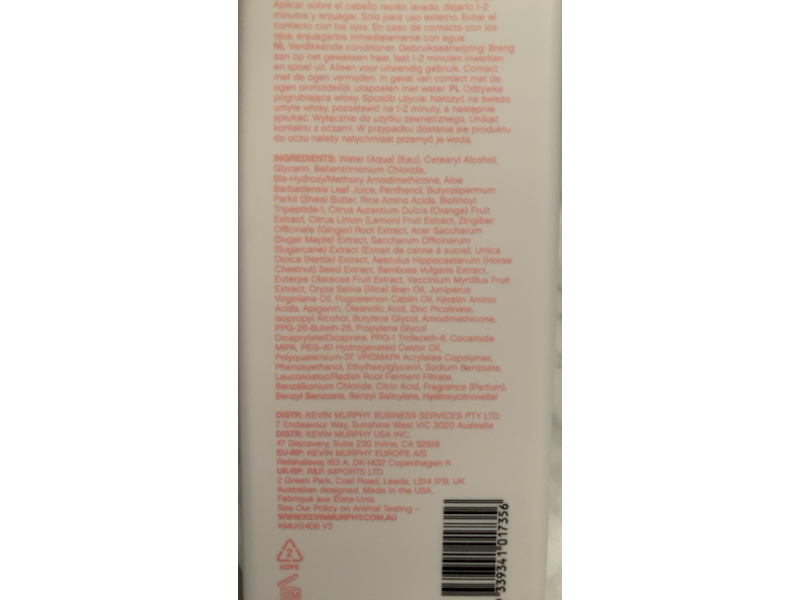 Aplicar sobre el cabello recién lavado, dejarlo 1-2
minutos y enjuagar. Solo para uso externo. Evitar el
contacto con los ojos. En caso de contacto con los
ojos, enjuagarlos inmediatamente con agua.
NL Verdikkende conditioner. Gebruiksaanwijzing: Breng
aan op net gewassen haar, laat 1-2 minuten inwerken
en spoel uit. Alleen voor uitwendig gebruik. Contact
met de ogen vermijden. In geval van contact met de
ogen onmiddellijk uitspoelen met water. PL Odżywka
pogrubiająca włosy. Sposób użycia: Nałożyć na świeżo
umyte włosy, pozostawić na 1-2 minuty, a następnie
spłukać. Wyłącznie do użytku zewnętrznego. Unikać
kontaktu z oczami. W przypadku dostania się produktu
do oczu należy natychmiast przemyć je wodą.
INGREDIENTS: Water (Aqua) (Eau), Cetearyl Alcohol,
Glycerin, Behentrimonium Chloride,
Bis-Hydroxy/Methoxy Amodimethicone, Aloe
Barbadensis Leaf Juice, Panthenol, Butyrospermum
Parkii (Shea) Butter, Rice Amino Acids, Biotinoyl
Tripeptide-1, Citrus Aurantium Dulcis (Orange) Fruit
Extract, Citrus Limon (Lemon) Fruit Extract, Zingiber
Officinale (Ginger) Root Extract, Acer Saccharum
(Sugar Maple) Extract, Saccharum Officinarum
(Sugarcane) Extract (Extrait de canne à sucre), Urtica
Dioica (Nettle) Extract, Aesculus Hippocastanum (Horse
Chestnut) Seed Extract, Bambusa Vulgaris Extract,
Euterpe Oleracea Fruit Extract, Vaccinium Myrtillus Fruit
Extract, Oryza Sativa (Rice) Bran Oil, Juniperus
Virginiana Oil, Pogostemon Cablin Oil, Keratin Amino
Acids, Apigenin, Oleanolic Acid, Zinc Picolinate,
Isopropyl Alcohol, Butylene Glycol, Amodimethicone,
PPG-26-Buteth-26, Propylene Glycol
Dicaprylate/Dicaprate, PPG-1 Trideceth-6, Cocamide
MIPA, PEG-40 Hydrogenated Castor Oil,
Polyquaternium-37, VP/DMAPA Acrylates Copolymer,
Phenoxyethanol, Ethylhexylglycerin, Sodium Benzoate,
Leuconostoc/Radish Root Ferment Filtrate,
Benzalkonium Chloride, Citric Acid, Fragrance (Parfum),
Benzyl Benzoate, Benzyl Salicylate, Hydroxycitronellal
DISTR: KEVIN MURPHY BUSINESS SERVICES PTY LTD.
7 Endeavour Way, Sunshine West VIC 3020 Australia
DISTR: KEVIN MURPHY USA INC.
47 Discovery, Suite 230 Irvine, CA 92618
EU-RP: KEVIN MURPHY EUROPE A/S
Refshalevej 163 A, DK-1432 Copenhagen K
UK-RP: R&R IMPORTS LTD.
2 Green Park, Coal Road, Leeds, LS14 1FB, UK
Australian designed. Made in the USA.
Fabriqué aux États-Unis.
See Our Policy on Animal Testing –
WWW.KEVINMURPHY.COM.AU
KMU15406 V3
2
HDPE
339341 017356